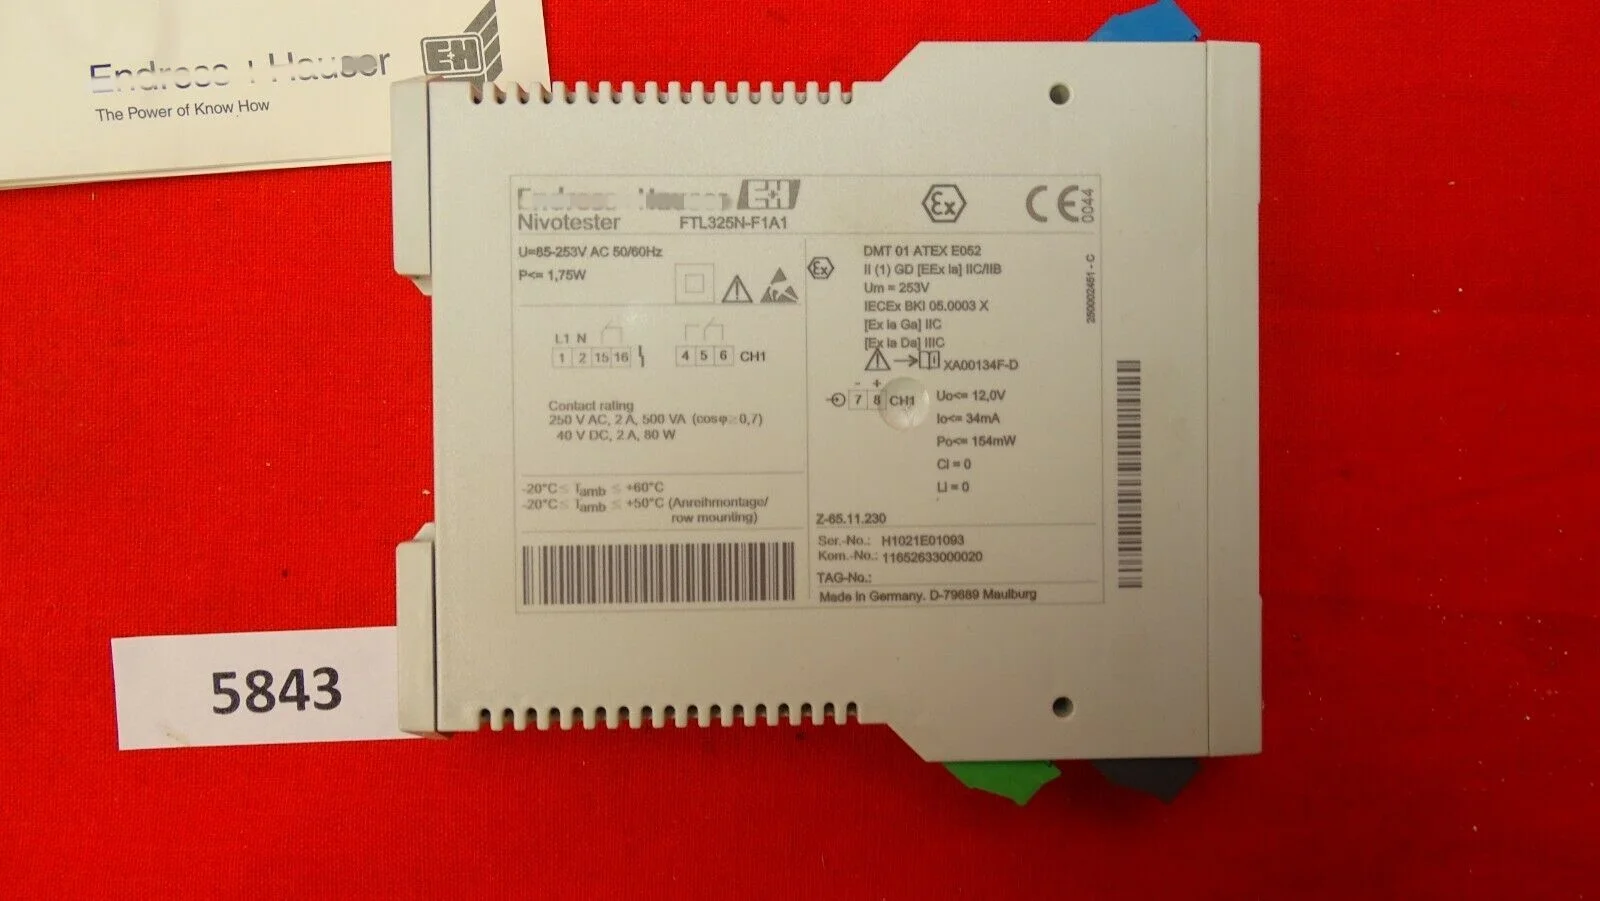 The Power of Know How
E+H
E+H
Nivotester FTL325N-F1A1
0044
U=85-253V AC 50/60Hz
P<= 1,75W
L1 N
1 2 15 16
4 5 6 CH1
Contact rating
250 V AC, 2 A, 500 VA (cosφ≥0,7)
40 V DC, 2 A, 80 W
-20°C ≤ Tamb ≤ +60°C
-20°C ≤ Tamb ≤ +50°C (Anreihmontage/
row mounting)
Ex
Ex
DMT 01 ATEX E052
II (1) GD [EEx ia] IIC/IIB
Um = 253V
IECEx BKI 05.0003 X
[Ex ia Ga] IIC
[Ex ia Da] IIIC
XA00134F-D
- +
7 8 CH1
Uo<= 12,0V
Io<= 34mA
Po<= 154mW
Ci = 0
Li = 0
Z-65.11.230
Ser.-No.: H1021E01093
Kom.-No.: 11652633000020
TAG-No.:
Made in Germany, D-79689 Maulburg
250002451 - C
5843